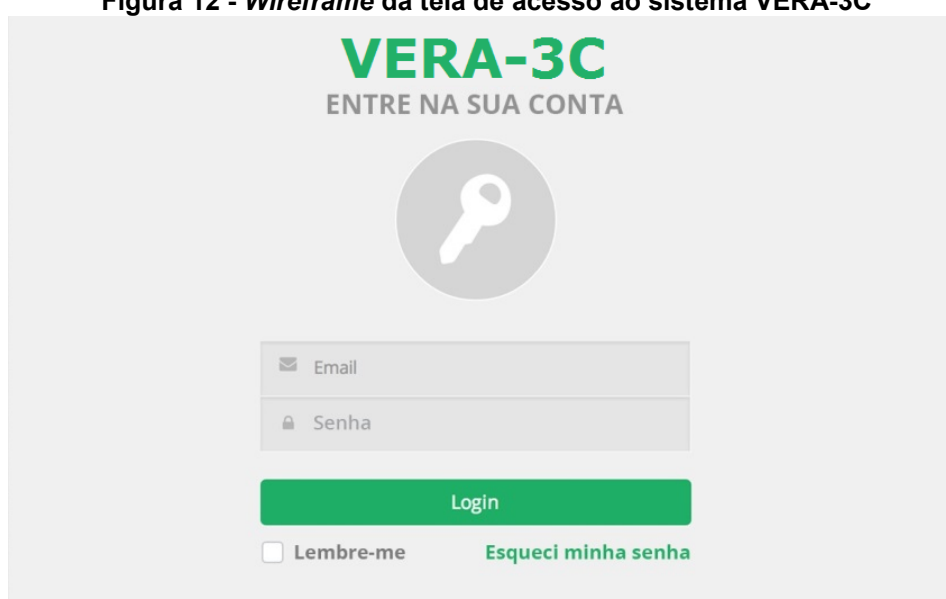 Figura 12 - Wireframe da tela de acesso ao sistema VERA-3C
VERA-3C
ENTRE NA SUA CONTA
Email
Senha
Login
Lembre-me Esqueci minha senha